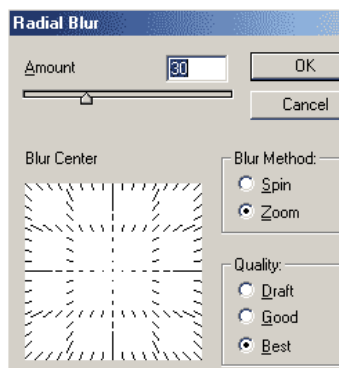 Radial Blur
Amount 30
OK
Cancel
Blur Center
Blur Method:
Spin
Zoom
Quality:
Draft
Good
Best